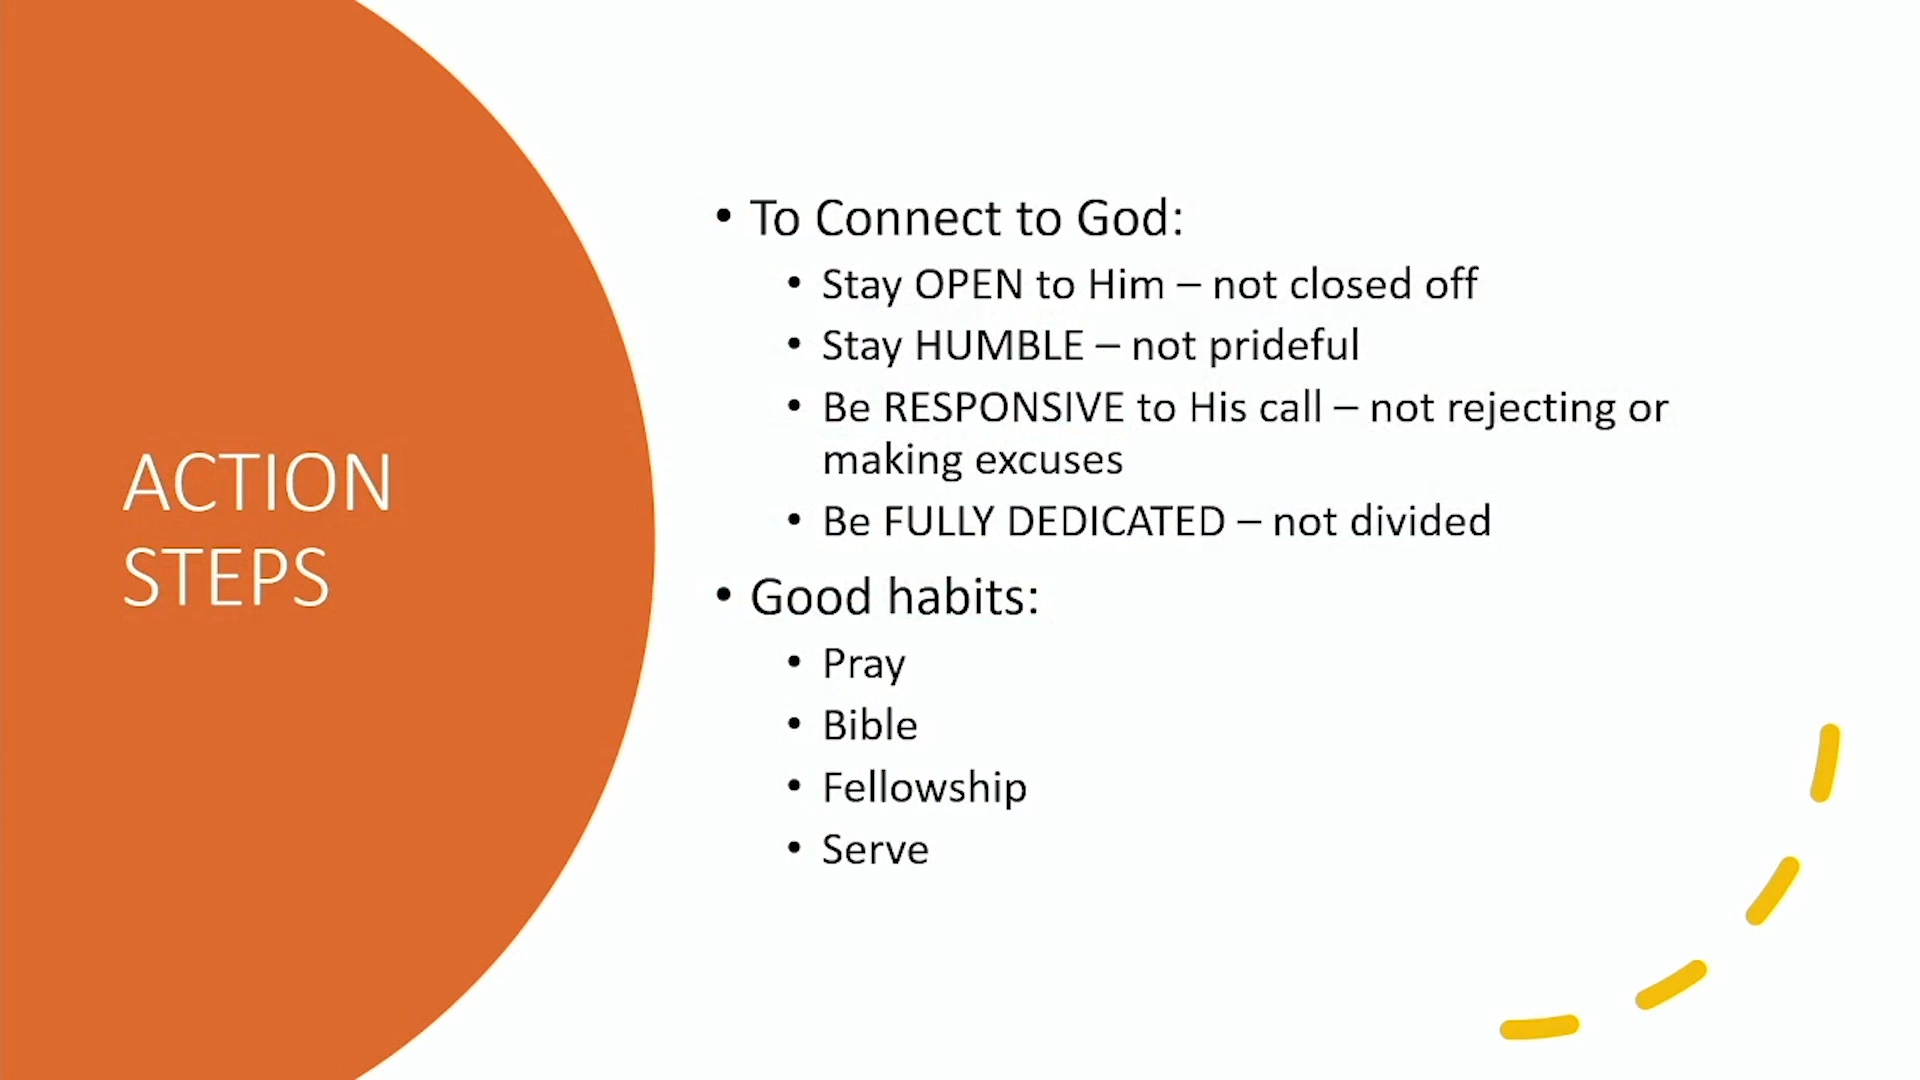 ACTION
STEPS
• To Connect to God:
• Stay OPEN to Him – not closed off
• Stay HUMBLE – not prideful
• Be RESPONSIVE to His call – not rejecting or
making excuses
• Be FULLY DEDICATED – not divided
• Good habits:
• Pray
• Bible
• Fellowship
• Serve